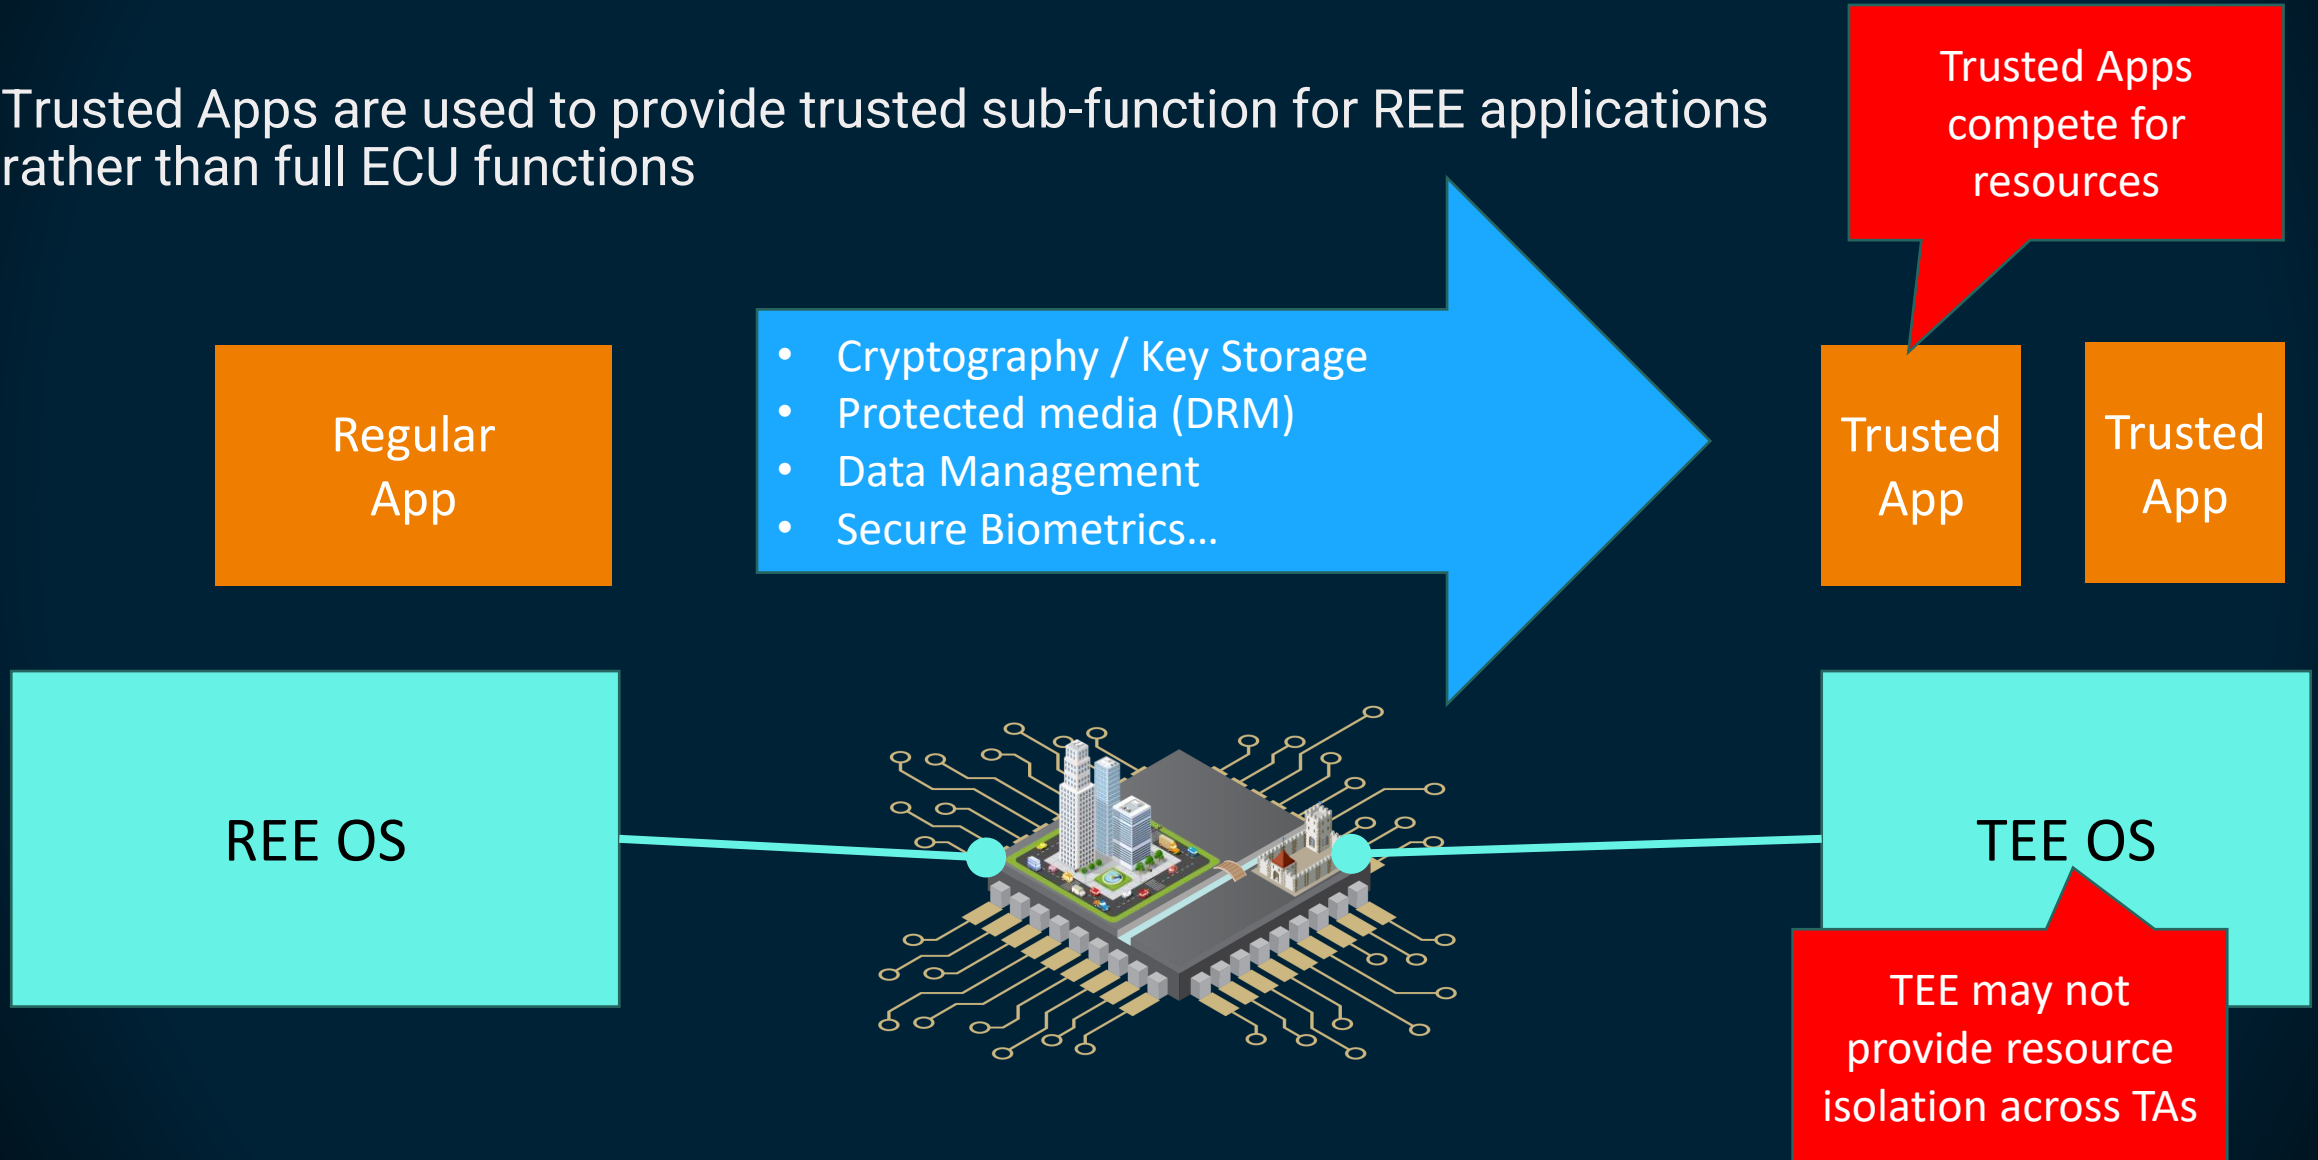 Trusted Apps are used to provide trusted sub-function for REE applications
rather than full ECU functions
Trusted Apps
compete for
resources
Regular
App
• Cryptography / Key Storage
• Protected media (DRM)
• Data Management
• Secure Biometrics…
Trusted
App
Trusted
App
REE OS
TEE OS
TEE may not
provide resource
isolation across TAs